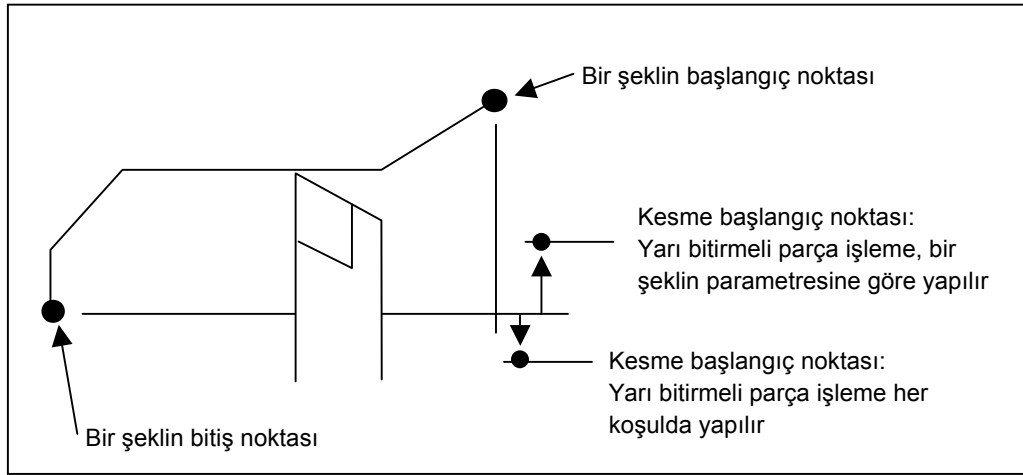 Bir şeklin başlangıç noktası
Kesme başlangıç noktası:
Yarı bitirmeli parça işleme, bir
şeklin parametresine göre yapılır
Kesme başlangıç noktası:
Yarı bitirmeli parça işleme her
koşulda yapılır
Bir şeklin bitiş noktası